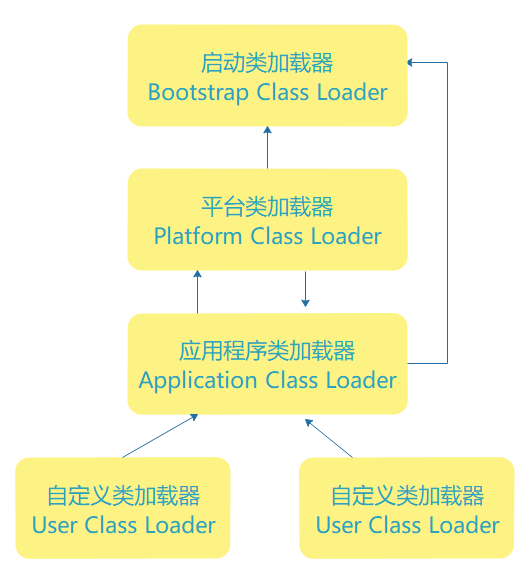 启动类加载器
Bootstrap Class Loader
平台类加载器
Platform Class Loader
应用程序类加载器
Application Class Loader
自定义类加载器
User Class Loader
自定义类加载器
User Class Loader